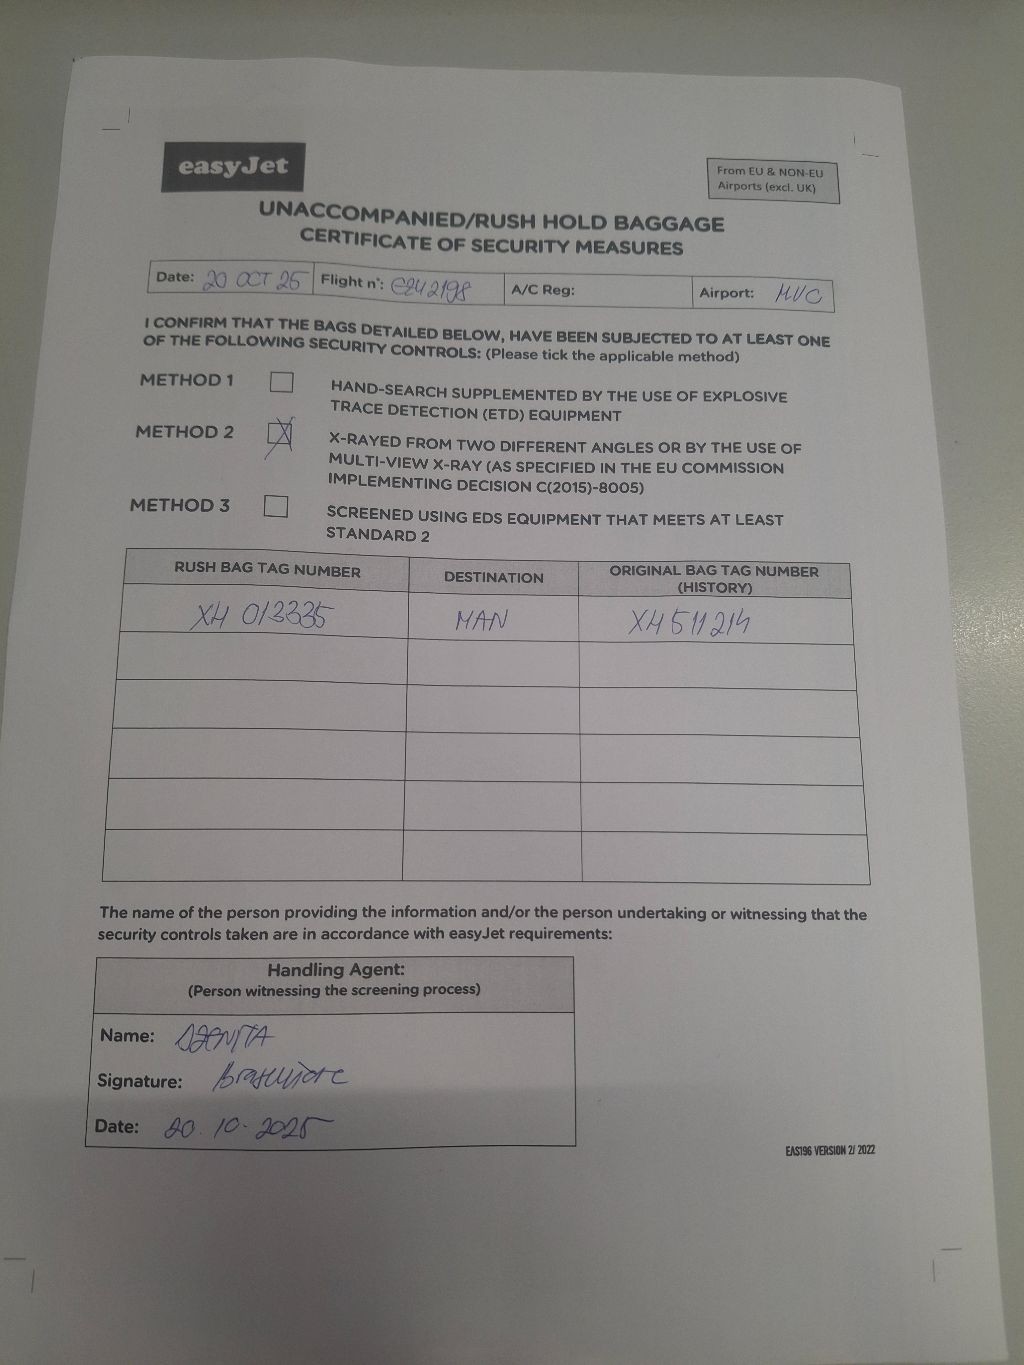 easyJet
From EU & NON-EU
Airports (excl. UK)
UNACCOMPANIED/RUSH HOLD BAGGAGE
CERTIFICATE OF SECURITY MEASURES
Date: 20 OCT 25 Flight n°: EZY 2198 A/C Reg: Airport:
I CONFIRM THAT THE BAGS DETAILED BELOW, HAVE BEEN SUBJECTED TO AT LEAST ONE
OF THE FOLLOWING SECURITY CONTROLS: (Please tick the applicable method)
METHOD 1 HAND-SEARCH SUPPLEMENTED BY THE USE OF EXPLOSIVE
TRACE DETECTION (ETD) EQUIPMENT
METHOD 2 X X-RAYED FROM TWO DIFFERENT ANGLES OR BY THE USE OF
MULTI-VIEW X-RAY (AS SPECIFIED IN THE EU COMMISSION
IMPLEMENTING DECISION C(2015)-8005)
METHOD 3 SCREENED USING EDS EQUIPMENT THAT MEETS AT LEAST
STANDARD 2
RUSH BAG TAG NUMBER DESTINATION ORIGINAL BAG TAG NUMBER
(HISTORY)
XH 013335 MAN XH 511214
The name of the person providing the information and/or the person undertaking or witnessing that the
security controls taken are in accordance with easyJet requirements:
Handling Agent:
(Person witnessing the screening process)
Name:
Signature:
Date: 20.10.2025
EAS196 VERSION 2/ 2022